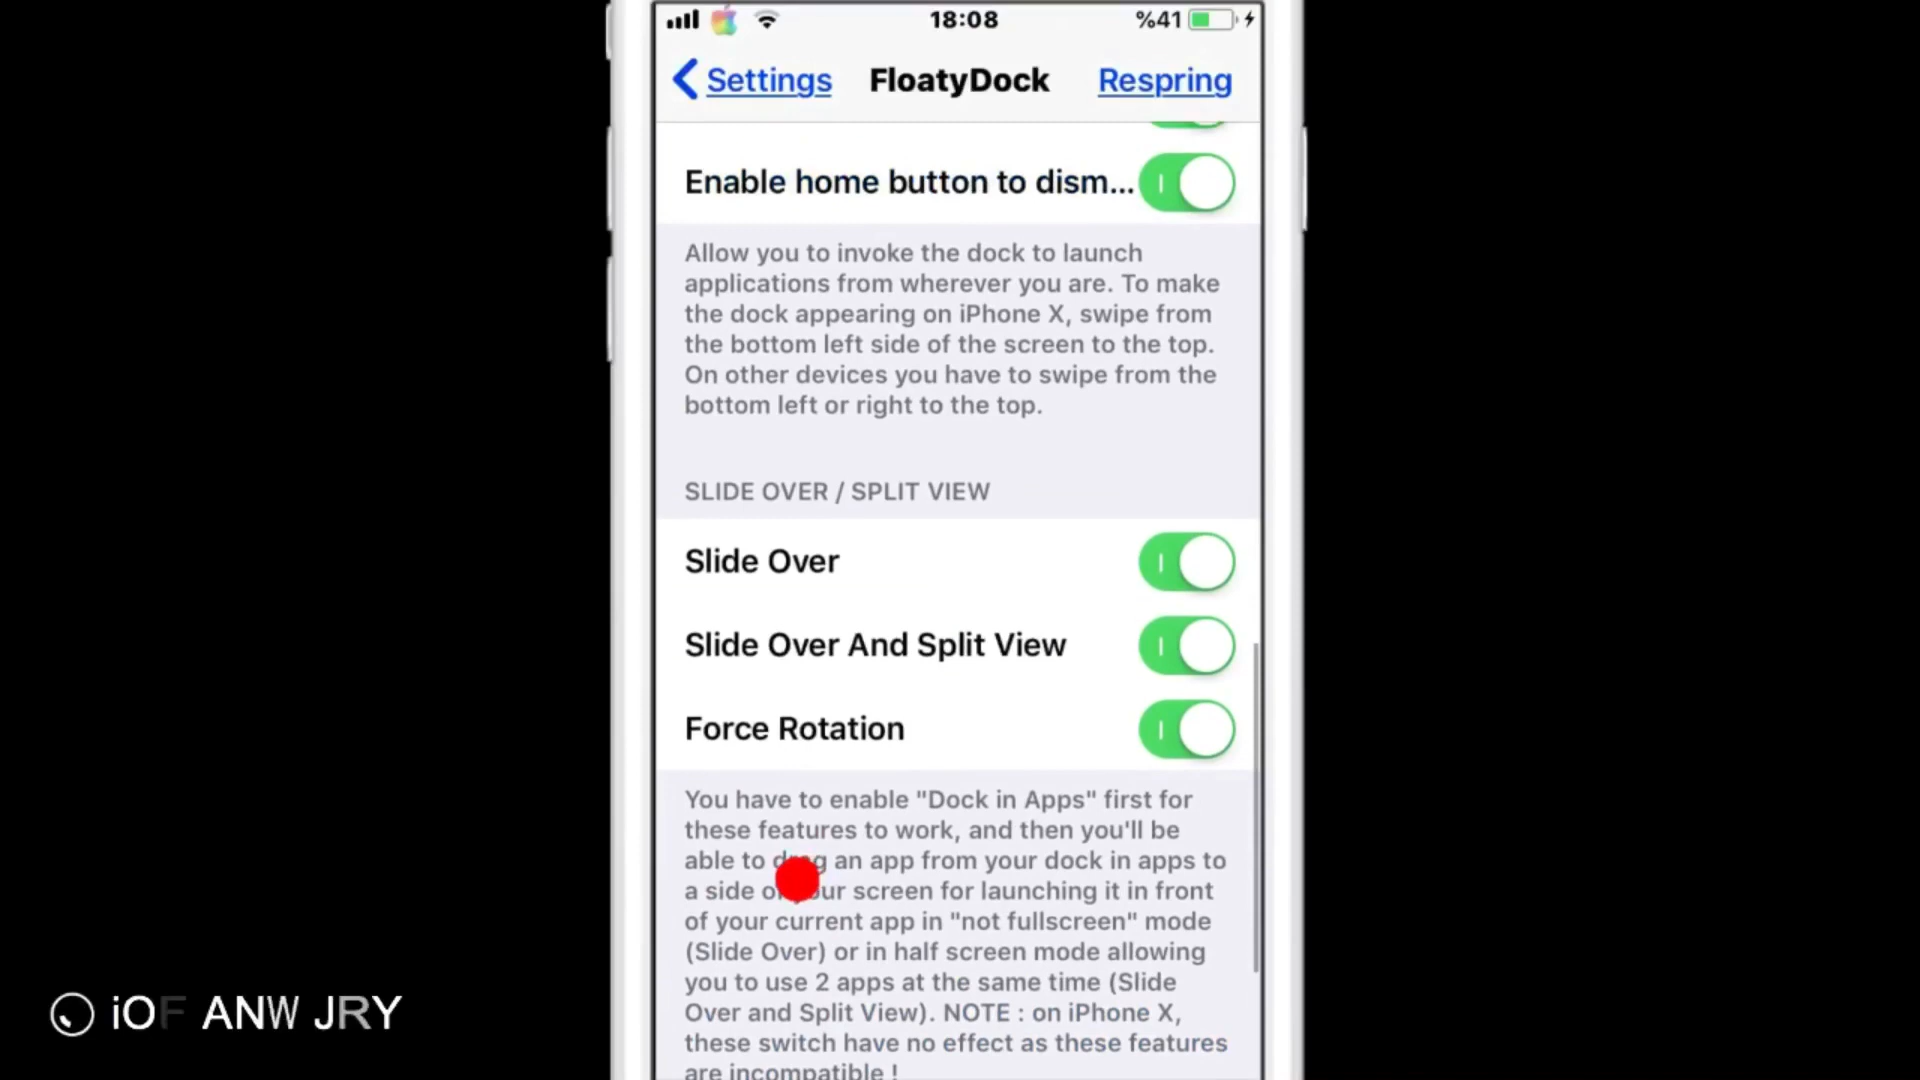 18:08 %41
Settings FloatyDock Respring
Enable home button to dism...
Allow you to invoke the dock to launch
applications from wherever you are. To make
the dock appearing on iPhone X, swipe from
the bottom left side of the screen to the top.
On other devices you have to swipe from the
bottom left or right to the top.
SLIDE OVER / SPLIT VIEW
Slide Over
Slide Over And Split View
Force Rotation
You have to enable "Dock in Apps" first for
these features to work, and then you'll be
able to drag an app from your dock in apps to
a side of your screen for launching it in front
of your current app in "not fullscreen" mode
(Slide Over) or in half screen mode allowing
you to use 2 apps at the same time (Slide
Over and Split View). NOTE : on iPhone X,
these switch have no effect as these features
are incompatible !
iOF ANW JRY